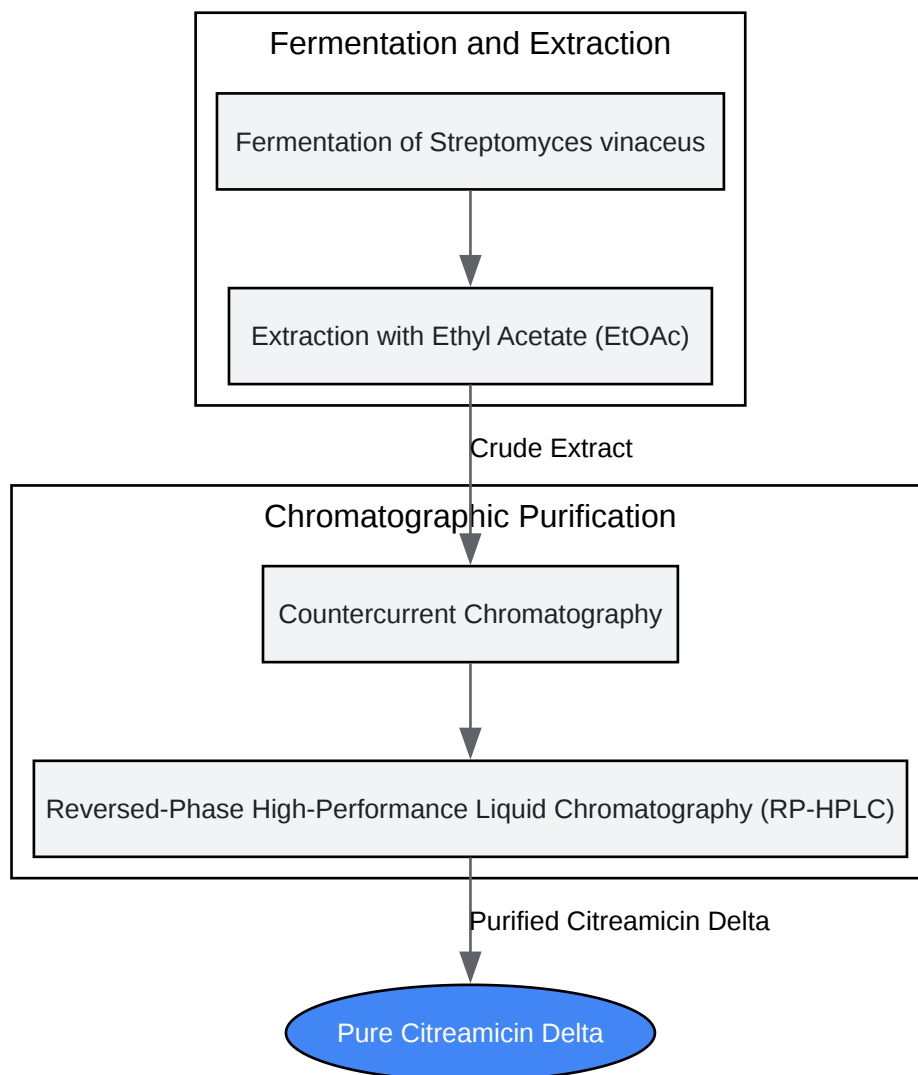 Fermentation and Extraction
Fermentation of Streptomyces vinaceus
Extraction with Ethyl Acetate (EtOAc)
Crude Extract
Chromatographic Purification
Countercurrent Chromatography
Reversed-Phase High-Performance Liquid Chromatography (RP-HPLC)
Purified Citreamicin Delta
Pure Citreamicin Delta